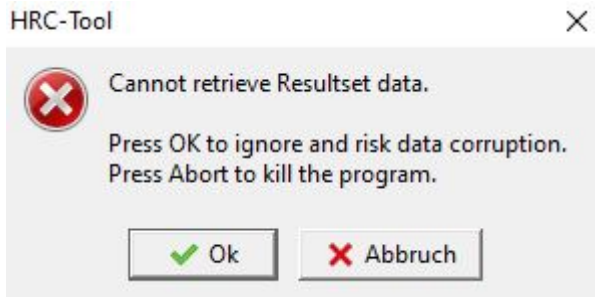 HRC-Tool
Cannot retrieve Resultset data.
Press OK to ignore and risk data corruption.
Press Abort to kill the program.
Ok
Abbruch